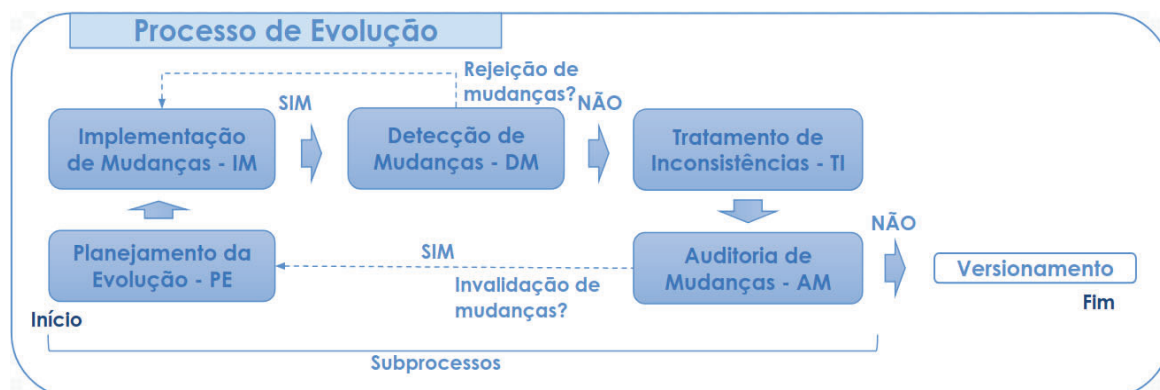 Processo de Evolução
Rejeição de
mudanças?
SIM
NÃO
Implementação
de Mudanças - IM
Detecção de
Mudanças - DM
Tratamento de
Inconsistências - TI
NÃO
Planejamento da
Evolução - PE
SIM
Invalidação de
mudanças?
Auditoria de
Mudanças - AM
Versionamento
Início
Fim
Subprocessos